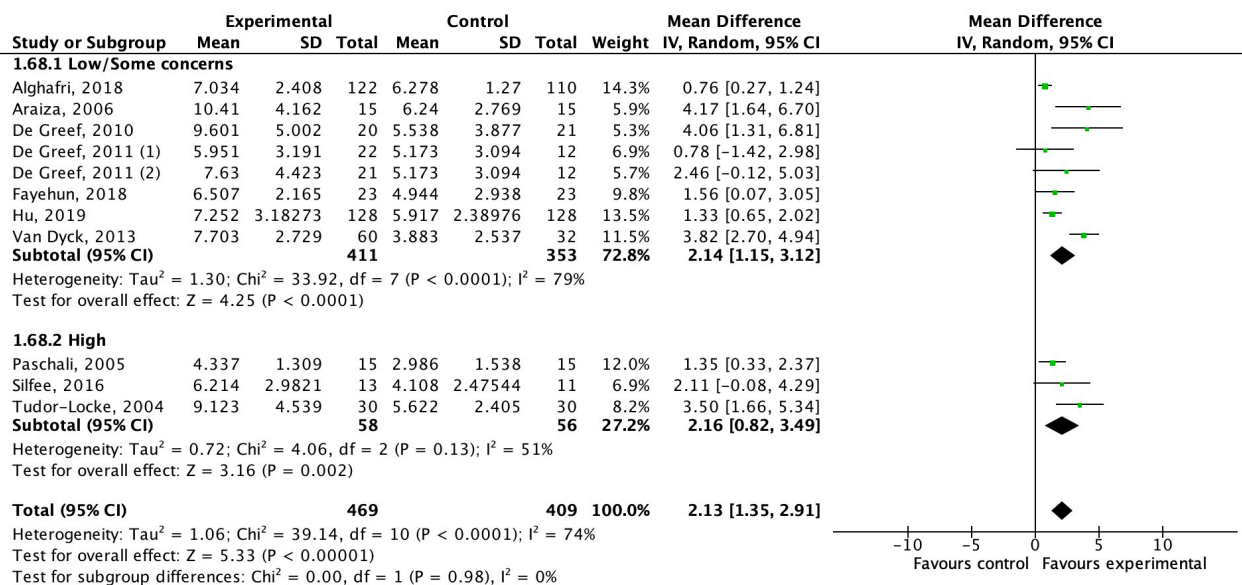 Experimental Control Mean Difference Mean Difference
Study or Subgroup Mean SD Total Mean SD Total Weight IV, Random, 95% CI IV, Random, 95% CI
1.68.1 Low/Some concerns
Alghafri, 2018 7.034 2.408 122 6.278 1.27 110 14.3% 0.76 [0.27, 1.24]
Araiza, 2006 10.41 4.162 15 6.24 2.769 15 5.9% 4.17 [1.64, 6.70]
De Greef, 2010 9.601 5.002 20 5.538 3.877 21 5.3% 4.06 [1.31, 6.81]
De Greef, 2011 (1) 5.951 3.191 22 5.173 3.094 12 6.9% 0.78 [-1.42, 2.98]
De Greef, 2011 (2) 7.63 4.423 21 5.173 3.094 12 5.7% 2.46 [-0.12, 5.03]
Fayehun, 2018 6.507 2.165 23 4.944 2.938 23 9.8% 1.56 [0.07, 3.05]
Hu, 2019 7.252 3.18273 128 5.917 2.38976 128 13.5% 1.33 [0.65, 2.02]
Van Dyck, 2013 7.703 2.729 60 3.883 2.537 32 11.5% 3.82 [2.70, 4.94]
Subtotal (95% CI) 411 353 72.8% 2.14 [1.15, 3.12]
Heterogeneity: Tau² = 1.30; Chi² = 33.92, df = 7 (P < 0.0001); I² = 79%
Test for overall effect: Z = 4.25 (P < 0.0001)
1.68.2 High
Paschali, 2005 4.337 1.309 15 2.986 1.538 15 12.0% 1.35 [0.33, 2.37]
Silfee, 2016 6.214 2.9821 13 4.108 2.47544 11 6.9% 2.11 [-0.08, 4.29]
Tudor-Locke, 2004 9.123 4.539 30 5.622 2.405 30 8.2% 3.50 [1.66, 5.34]
Subtotal (95% CI) 58 56 27.2% 2.16 [0.82, 3.49]
Heterogeneity: Tau² = 0.72; Chi² = 4.06, df = 2 (P = 0.13); I² = 51%
Test for overall effect: Z = 3.16 (P = 0.002)
Total (95% CI) 469 409 100.0% 2.13 [1.35, 2.91]
Heterogeneity: Tau² = 1.06; Chi² = 39.14, df = 10 (P < 0.0001); I² = 74%
Test for overall effect: Z = 5.33 (P < 0.00001)
Test for subgroup differences: Chi² = 0.00, df = 1 (P = 0.98), I² = 0%
-10 -5 0 5 10
Favours control Favours experimental